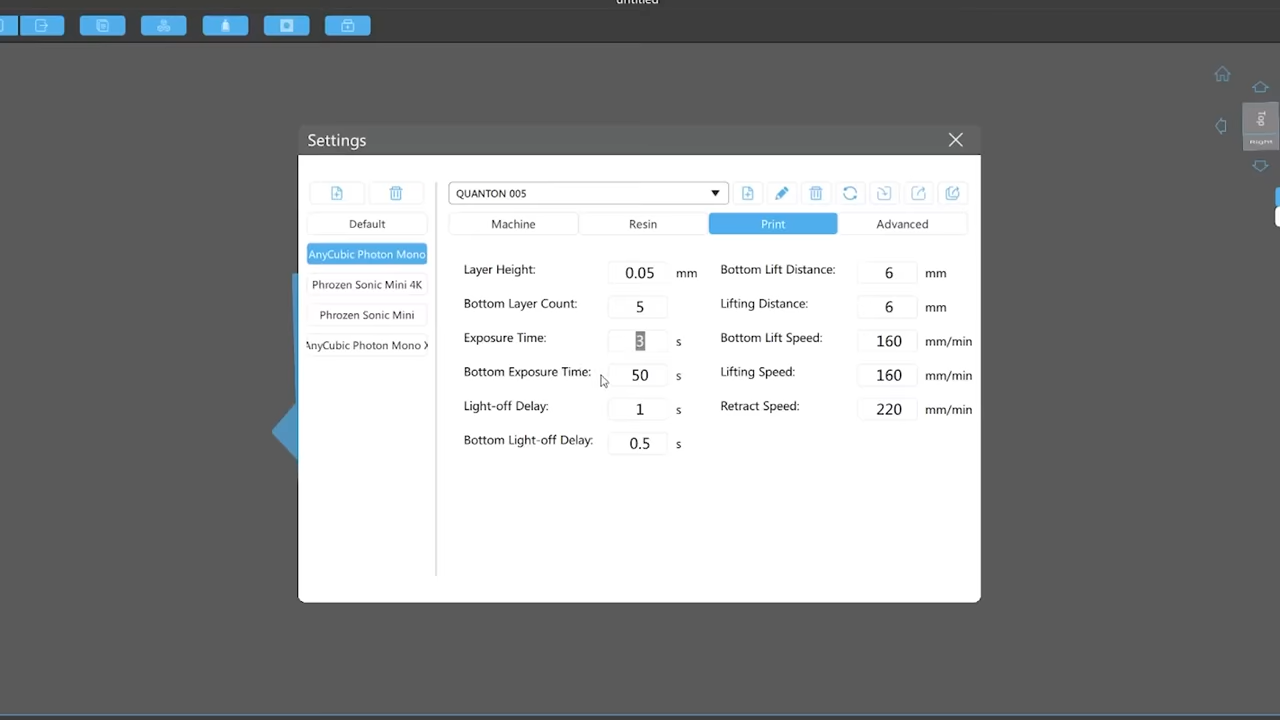 untitled
Top
Right
Settings
QUANTON 005
Default
Machine
Resin
Print
Advanced
AnyCubic Photon Mono
Phrozen Sonic Mini 4K
Phrozen Sonic Mini
AnyCubic Photon Mono X
Layer Height: 0.05 mm
Bottom Lift Distance: 6 mm
Bottom Layer Count: 5
Lifting Distance: 6 mm
Exposure Time: 3 s
Bottom Lift Speed: 160 mm/min
Bottom Exposure Time: 50 s
Lifting Speed: 160 mm/min
Light-off Delay: 1 s
Retract Speed: 220 mm/min
Bottom Light-off Delay: 0.5 s